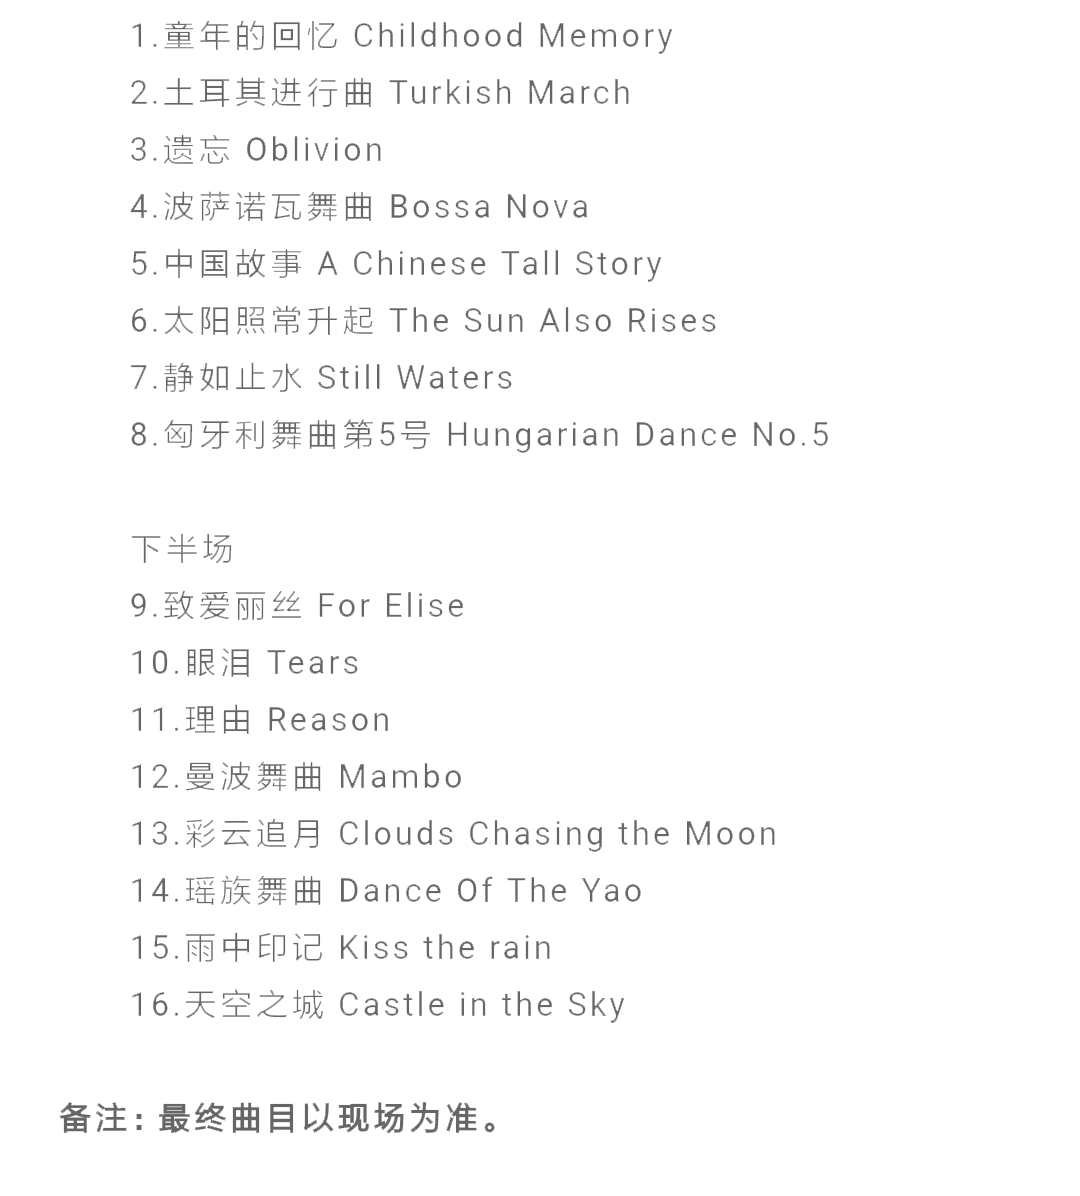 1.童年的回忆 Childhood Memory
2.土耳其进行曲 Turkish March
3.遗忘 Oblivion
4.波萨诺瓦舞曲 Bossa Nova
5.中国故事 A Chinese Tall Story
6.太阳照常升起 The Sun Also Rises
7.静如止水 Still Waters
8.匈牙利舞曲第5号 Hungarian Dance No.5
下半场
9.致爱丽丝 For Elise
10.眼泪 Tears
11.理由 Reason
12.曼波舞曲 Mambo
13.彩云追月 Clouds Chasing the Moon
14.瑶族舞曲 Dance Of The Yao
15.雨中印记 Kiss the rain
16.天空之城 Castle in the Sky
备注: 最终曲目以现场为准。